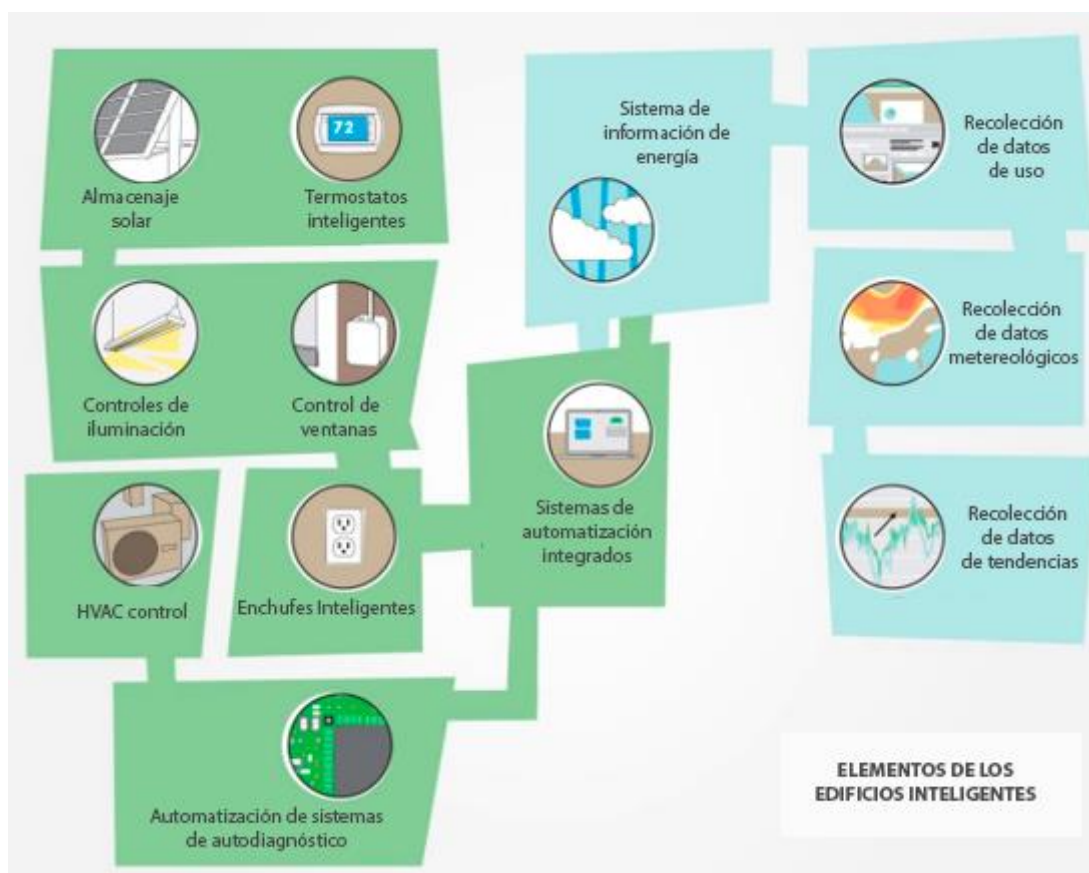 72
Almacenaje
solar
Termostatos
inteligentes
Controles de
iluminación
Control de
ventanas
HVAC control
Enchufes Inteligentes
Automatización de sistemas
de autodiagnóstico
Sistemas de
automatización
integrados
Sistema de
información de
energía
Recolección
de datos
de uso
Recolección
de datos
metereológicos
Recolección
de datos
de tendencias
ELEMENTOS DE LOS
EDIFICIOS INTELIGENTES